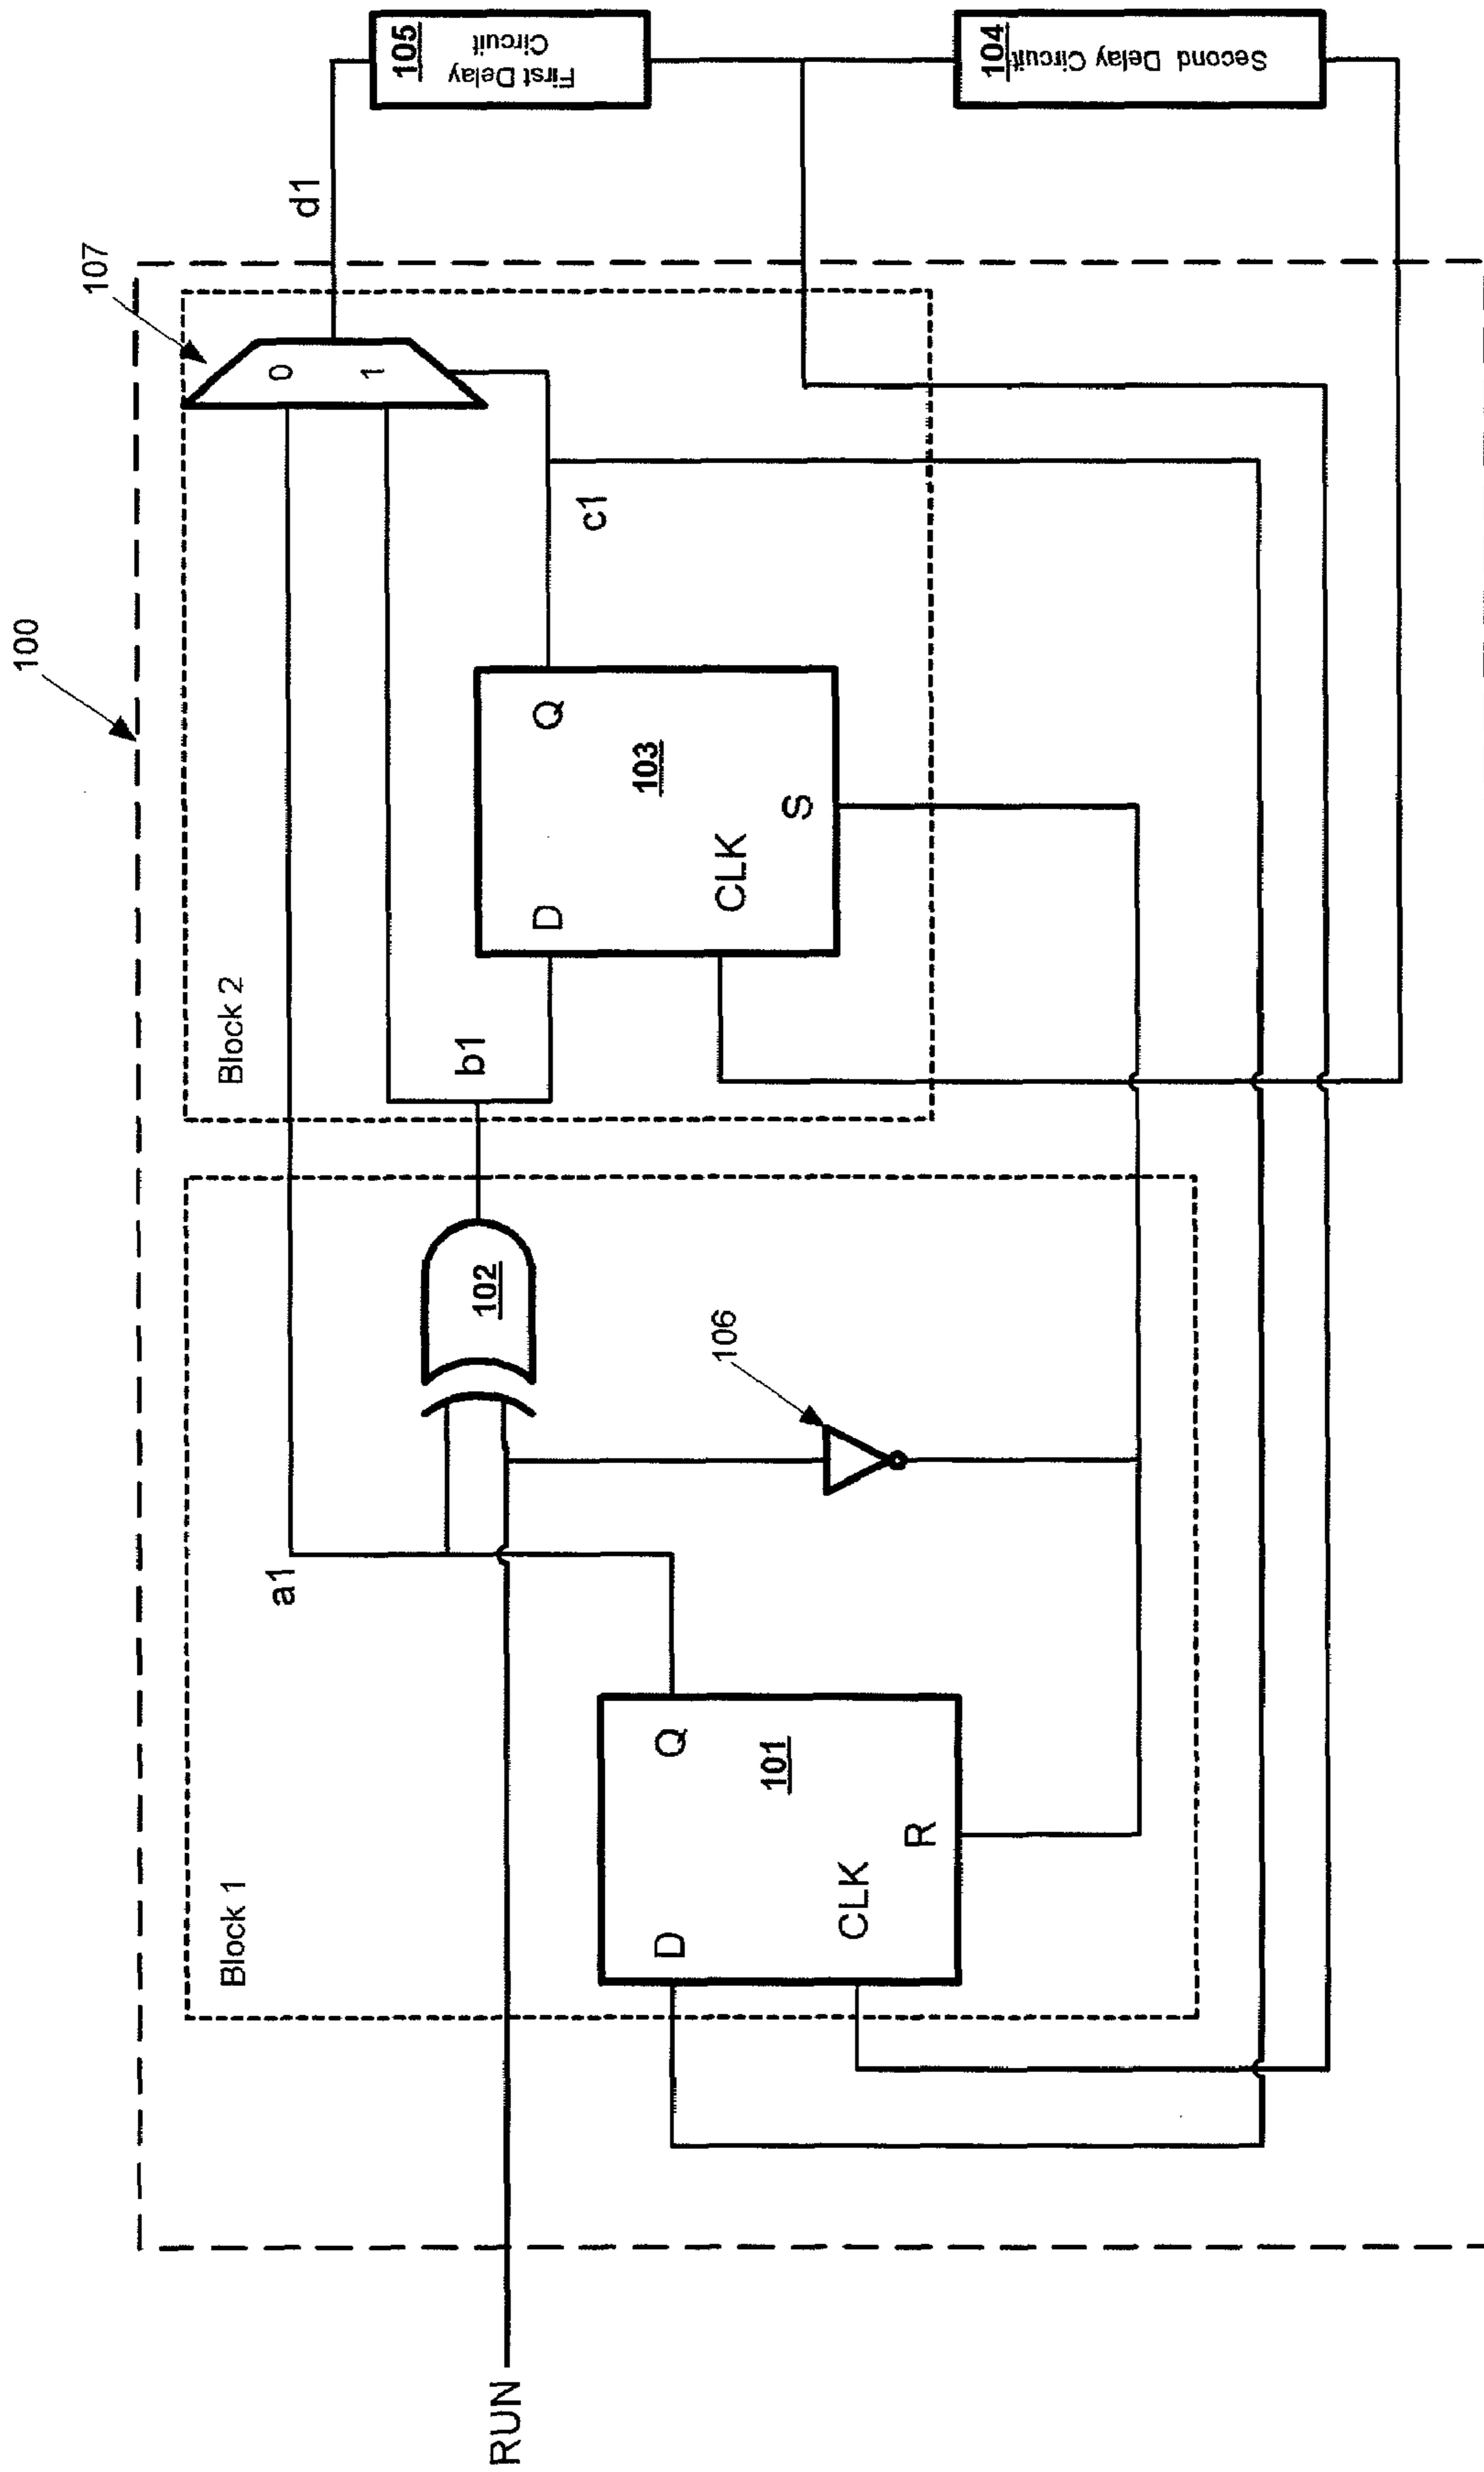 100
107
Block 1
Block 2
a1
b1
c1
d1
0
1
RUN
D
Q
CLK
R
101
102
106
D
Q
CLK
S
103
105
First Delay
Circuit
104
Second Delay Circuit